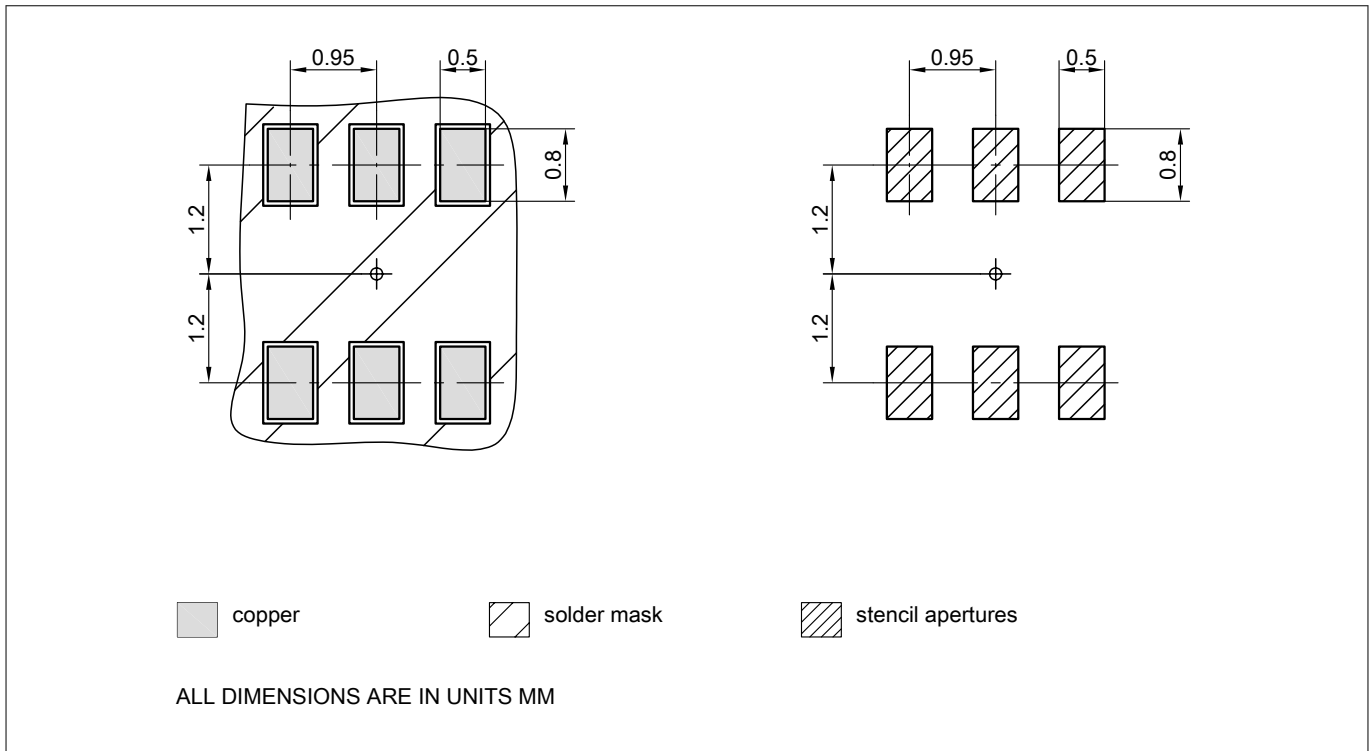 0.95 0.5 0.95 0.5
0.8 0.8
1.2 1.2
1.2 1.2
copper solder mask stencil apertures
ALL DIMENSIONS ARE IN UNITS MM